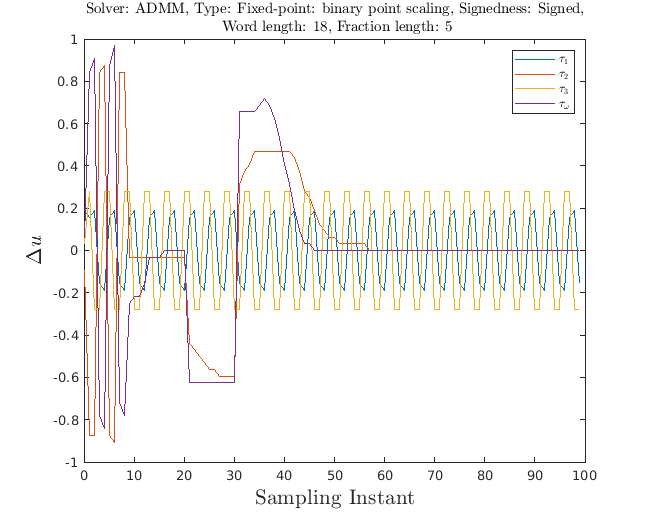 Solver: ADMM, Type: Fixed-point: binary point scaling, Signedness: Signed,
Word length: 18, Fraction length: 5
1
0.8
0.6
0.4
0.2
0
-0.2
-0.4
-0.6
-0.8
-1
Δu
τ₁
τ₂
τ₃
τω
0 10 20 30 40 50 60 70 80 90 100
Sampling Instant